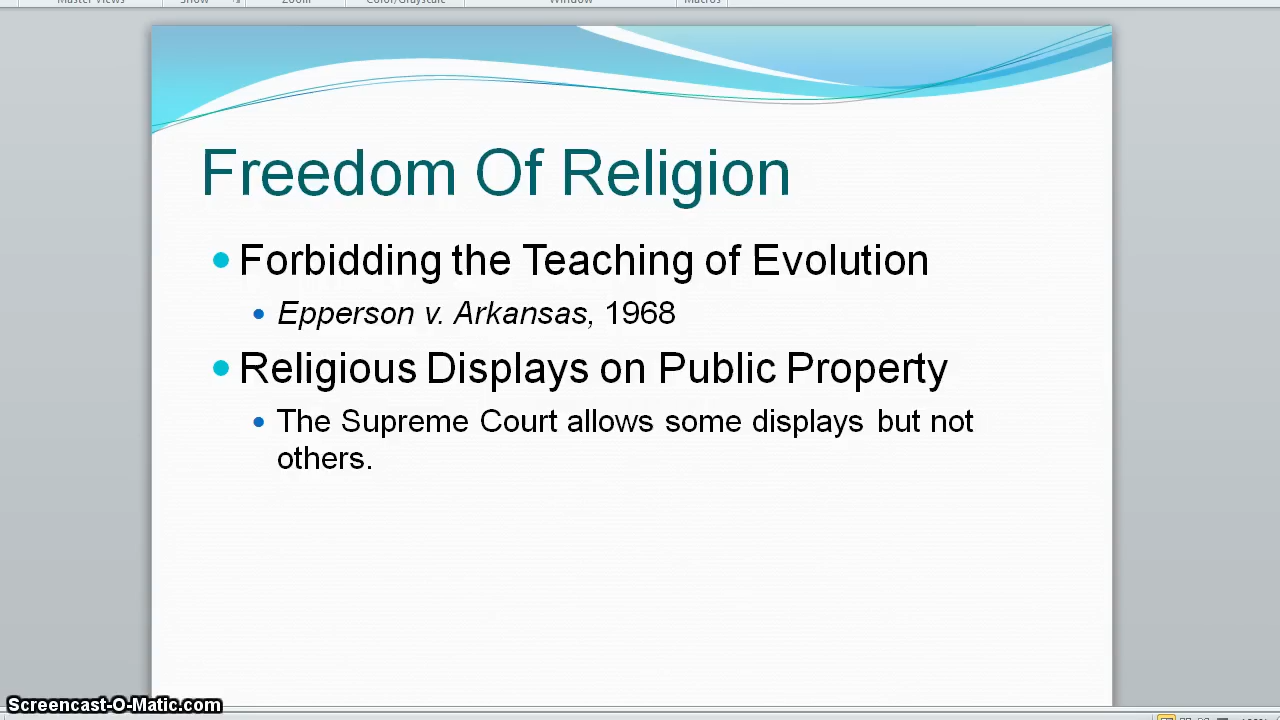 Master Views Show Zoom Color/Grayscale Window Macros
Freedom Of Religion
Forbidding the Teaching of Evolution
Epperson v. Arkansas, 1968
Religious Displays on Public Property
The Supreme Court allows some displays but not
others.
Screencast-O-Matic.com